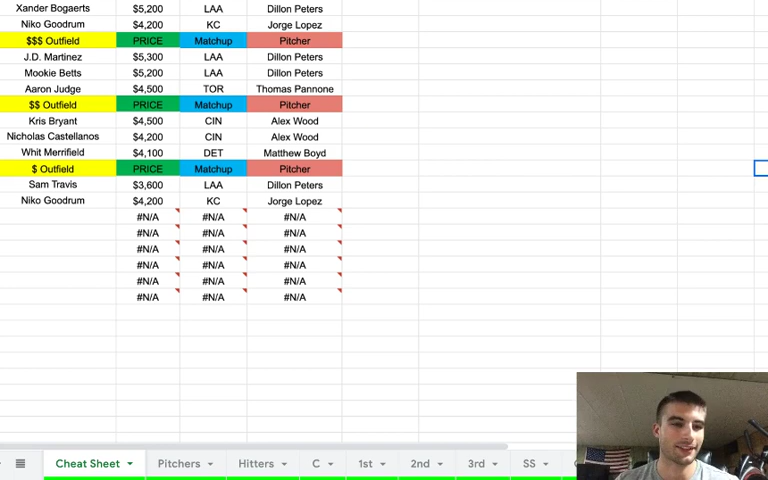 Xander Bogaerts $5,200 LAA Dillon Peters
Niko Goodrum $4,200 KC Jorge Lopez
$$$ Outfield PRICE Matchup Pitcher
J.D. Martinez $5,300 LAA Dillon Peters
Mookie Betts $5,200 LAA Dillon Peters
Aaron Judge $4,500 TOR Thomas Pannone
$$ Outfield PRICE Matchup Pitcher
Kris Bryant $4,500 CIN Alex Wood
Nicholas Castellanos $4,200 CIN Alex Wood
Whit Merrifield $4,100 DET Matthew Boyd
$ Outfield PRICE Matchup Pitcher
Sam Travis $3,600 LAA Dillon Peters
Niko Goodrum $4,200 KC Jorge Lopez
#N/A #N/A #N/A
#N/A #N/A #N/A
#N/A #N/A #N/A
#N/A #N/A #N/A
#N/A #N/A #N/A
#N/A #N/A #N/A
Cheat Sheet Pitchers Hitters C 1st 2nd 3rd SS